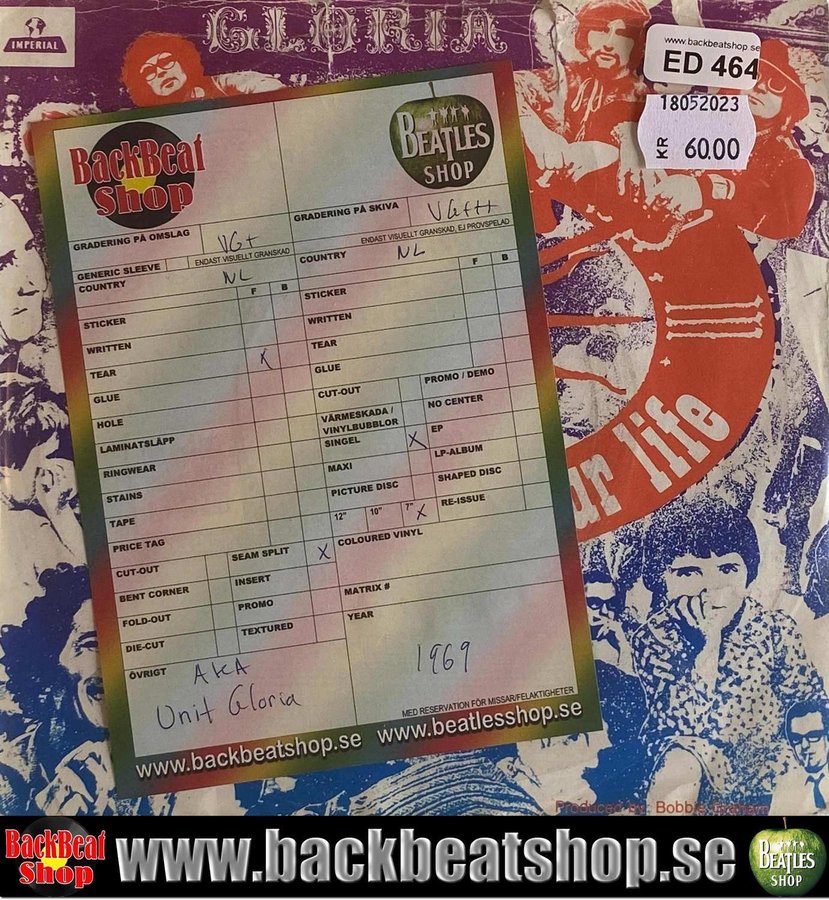 IMPERIAL
GLORIA
www.backbeatshop.se
ED 464
18052023
KR 60.00
BackBeat
Shop
BEATLES
SHOP
GRADERING PÅ OMSLAG
VG+
GRADERING PÅ SKIVA
VG+++
GENERIC SLEEVE
ENDAST VISUELLT GRANSKAD
ENDAST VISUELLT GRANSKAD, EJ PROVSPELAD
COUNTRY
NL
COUNTRY
NL
F B
F B
STICKER
WRITTEN
TEAR X
GLUE
HOLE
LAMINATSLÄPP
RINGWEAR
STAINS
TAPE
PRICE TAG
CUT-OUT
BENT CORNER
FOLD-OUT
DIE-CUT
SEAM SPLIT X
INSERT
PROMO
TEXTURED
STICKER
WRITTEN
TEAR
GLUE
CUT-OUT
PROMO / DEMO
VÄRMESKADA /
VINYLBUBBLOR
NO CENTER
SINGEL X
EP
MAXI
LP-ALBUM
PICTURE DISC
SHAPED DISC
12" 10" 7" X
RE-ISSUE
COLOURED VINYL
MATRIX #
YEAR
1969
ÖVRIGT
AKA
Unit Gloria
MED RESERVATION FÖR MISSAR/FELAKTIGHETER
www.backbeatshop.se www.beatlesshop.se
III
life
Produced by: Bobbie Graham
BackBeat
Shop
www.backbeatshop.se
BEATLES
SHOP